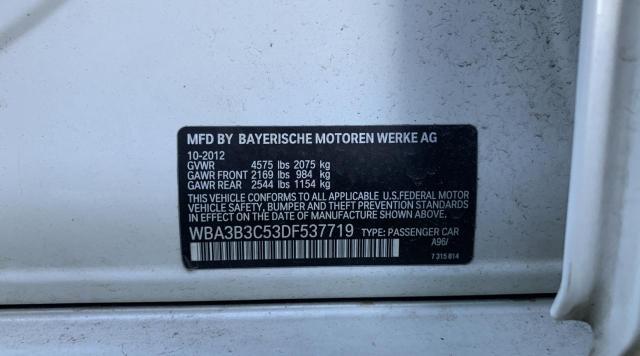 MFD BY BAYERISCHE MOTOREN WERKE AG
10-2012
GVWR 4575 lbs 2075 kg
GAWR FRONT 2169 lbs 984 kg
GAWR REAR 2544 lbs 1154 kg
THIS VEHICLE CONFORMS TO ALL APPLICABLE U.S.FEDERAL MOTOR
VEHICLE SAFETY, BUMPER AND THEFT PREVENTION STANDARDS
IN EFFECT ON THE DATE OF MANUFACTURE SHOWN ABOVE.
WBA3B3C53DF537719 TYPE: PASSENGER CAR
A96/
7 315 814